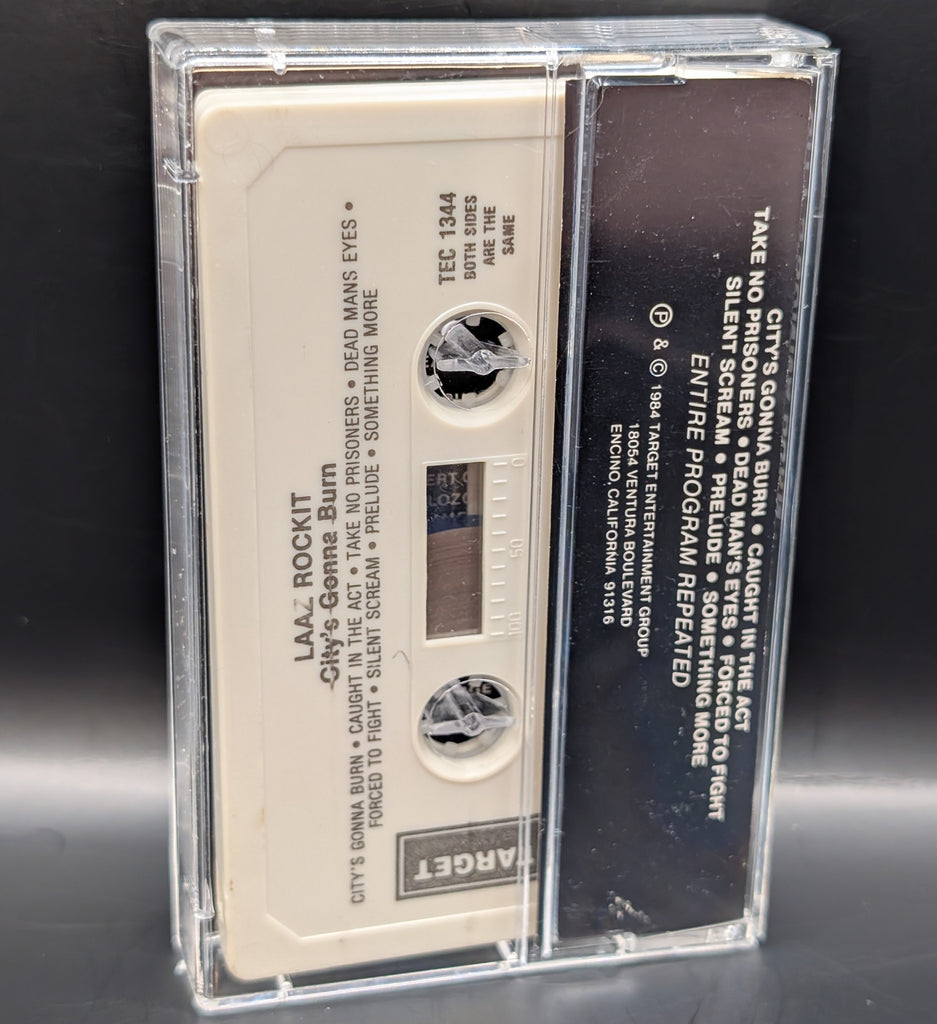 LAAZ ROCKIT
City's Gonna Burn
CITY'S GONNA BURN • CAUGHT IN THE ACT • TAKE NO PRISONERS • DEAD MANS EYES •
FORCED TO FIGHT • SILENT SCREAM • PRELUDE • SOMETHING MORE
TEC 1344
BOTH SIDES
ARE THE
SAME
0 50 100
TARGET
CITY'S GONNA BURN • CAUGHT IN THE ACT
TAKE NO PRISONERS • DEAD MAN'S EYES • FORCED TO FIGHT
SILENT SCREAM • PRELUDE • SOMETHING MORE
ENTIRE PROGRAM REPEATED
Ⓟ & © 1984 TARGET ENTERTAINMENT GROUP
18054 VENTURA BOULEVARD
ENCINO, CALIFORNIA 91316